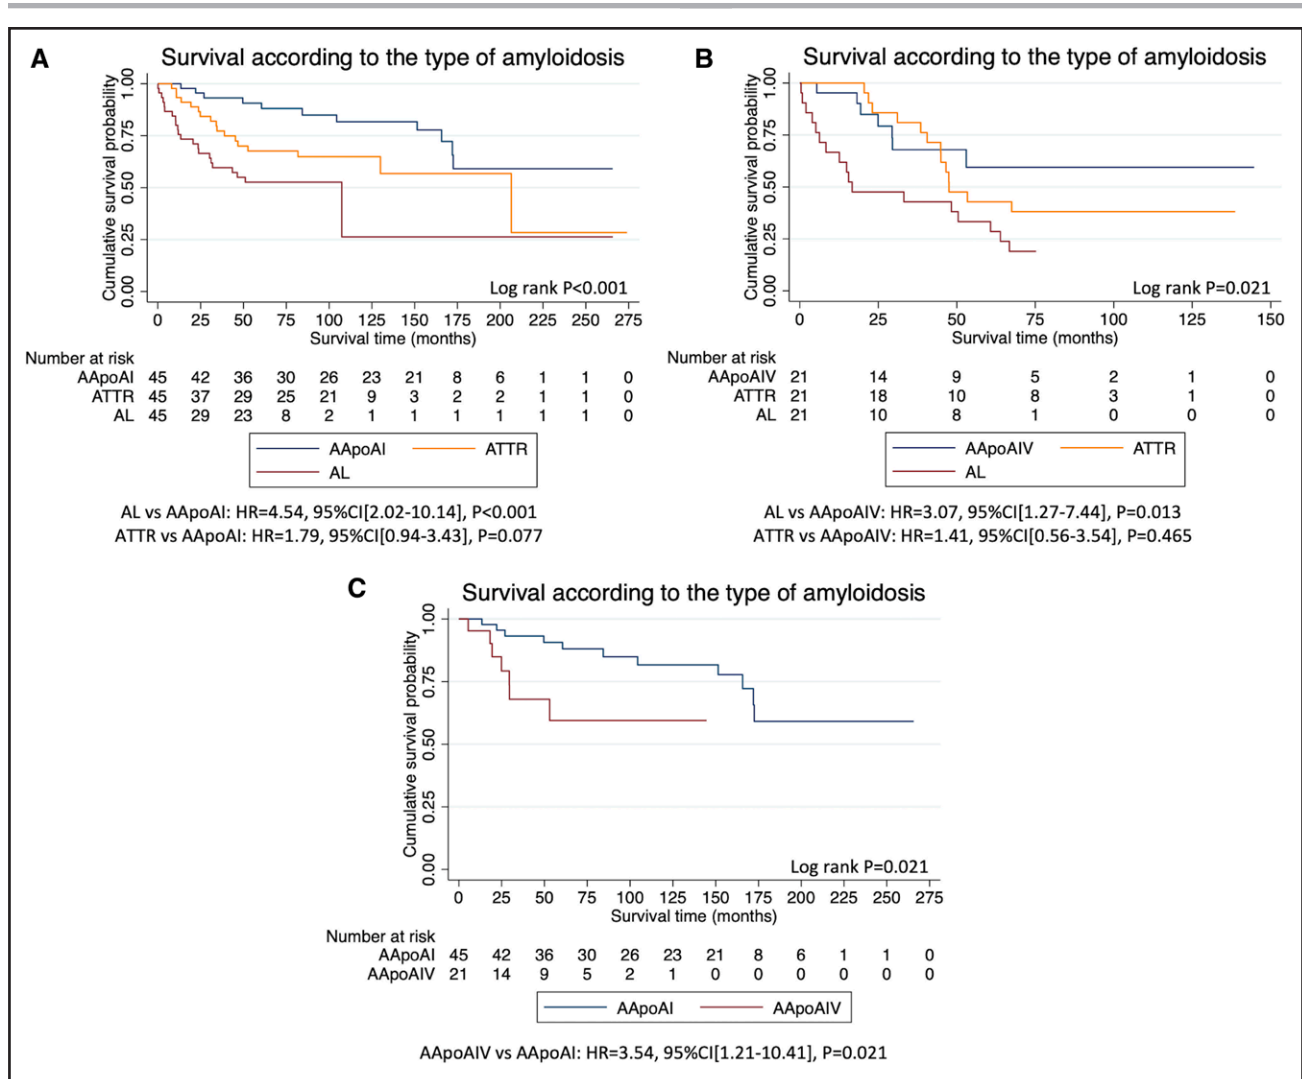 A
Survival according to the type of amyloidosis
Cumulative survival probability
1.00
0.75
0.50
0.25
0.00
Log rank P<0.001
0 25 50 75 100 125 150 175 200 225 250 275
Survival time (months)
Number at risk
AApoAI 45 42 36 30 26 23 21 8 6 1 1 0
ATTR 45 37 29 25 21 9 3 2 2 1 1 0
AL 45 29 23 8 2 1 1 1 1 1 1 0
AApoAI ATTR
AL
AL vs AApoAI: HR=4.54, 95%CI[2.02-10.14], P<0.001
ATTR vs AApoAI: HR=1.79, 95%CI[0.94-3.43], P=0.077
B
Survival according to the type of amyloidosis
Cumulative survival probability
1.00
0.75
0.50
0.25
0.00
Log rank P=0.021
0 25 50 75 100 125 150
Survival time (months)
Number at risk
AApoAIV 21 14 9 5 2 1 0
ATTR 21 18 10 8 3 1 0
AL 21 10 8 1 0 0 0
AApoAIV ATTR
AL
AL vs AApoAIV: HR=3.07, 95%CI[1.27-7.44], P=0.013
ATTR vs AApoAIV: HR=1.41, 95%CI[0.56-3.54], P=0.465
C
Survival according to the type of amyloidosis
Cumulative survival probability
1.00
0.75
0.50
0.25
0.00
Log rank P=0.021
0 25 50 75 100 125 150 175 200 225 250 275
Survival time (months)
Number at risk
AApoAI 45 42 36 30 26 23 21 8 6 1 1 0
AApoAIV 21 14 9 5 2 1 0 0 0 0 0 0
AApoAI AApoAIV
AApoAIV vs AApoAI: HR=3.54, 95%CI[1.21-10.41], P=0.021